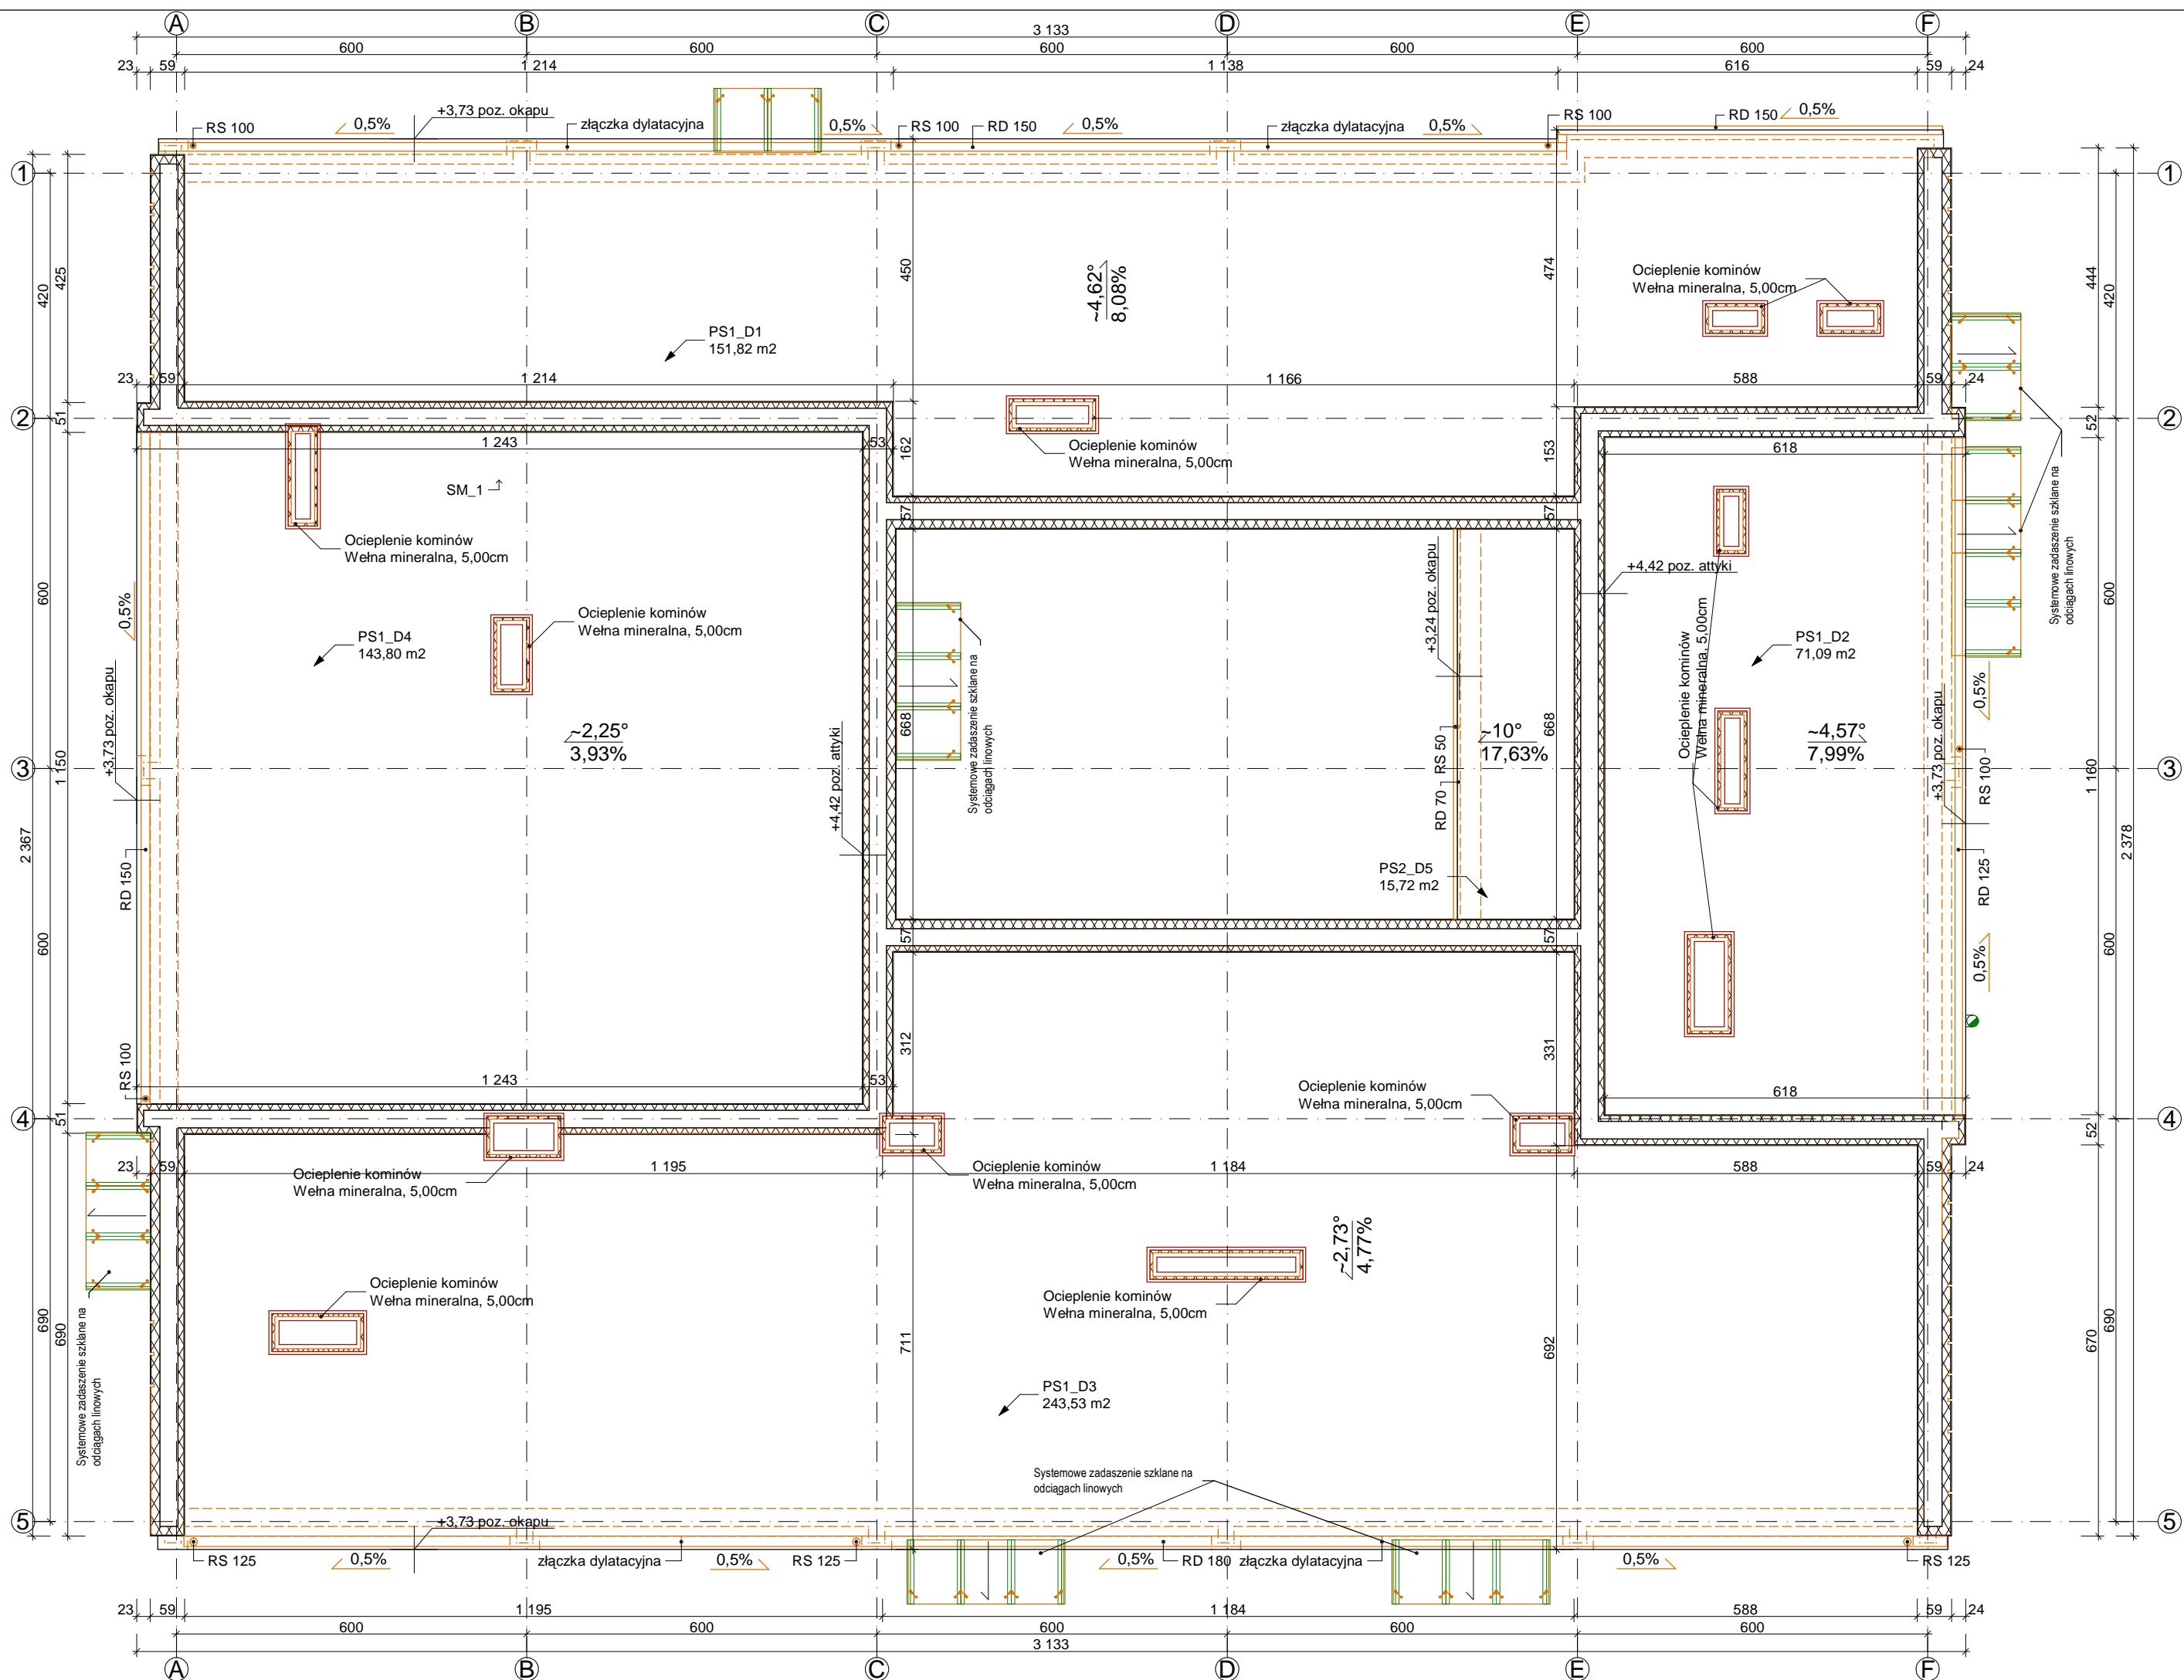 A B C D E F
3 133
600 600 600 600 600
23 59 1 214 1 138 616 59 24
+3,73 poz. okapu
RS 100
0,5%
złączka dylatacyjna
0,5%
RS 100
RD 150
0,5%
złączka dylatacyjna
0,5%
RS 100
RD 150
0,5%
1
1
420
425
450
474
444
420
~4,62°
8,08%
Ocieplenie kominów
Wełna mineralna, 5,00cm
PS1_D1
151,82 m2
23 59 1 214 1 166 588 59 24
2
2
51
52
1 243
53
162
153
618
Ocieplenie kominów
Wełna mineralna, 5,00cm
SM_1
Ocieplenie kominów
Wełna mineralna, 5,00cm
57
57
Systemowe zadaszenie szklane na
odciągach linowych
+4,42 poz. attyki
+3,24 poz. okapu
600
600
0,5%
Ocieplenie kominów
Wełna mineralna, 5,00cm
PS1_D4
143,80 m2
Systemowe zadaszenie szklane na
odciągach linowych
PS1_D2
71,09 m2
Ocieplenie kominów
Wełna mineralna, 5,00cm
0,5%
+3,73 poz. okapu
~2,25°
3,93%
668
668
RS 50
~10°
17,63%
~4,57°
7,99%
+3,73 poz. okapu
RS 100
3
3
1 150
1 160
+4,42 poz. attyki
RD 70
2 367
2 378
RD 150
PS2_D5
15,72 m2
RD 125
57
57
600
600
0,5%
312
331
RS 100
1 243
53
618
Ocieplenie kominów
Wełna mineralna, 5,00cm
4
4
51
52
23 59 1 195 1 184 588 59 24
Ocieplenie kominów
Wełna mineralna, 5,00cm
Ocieplenie kominów
Wełna mineralna, 5,00cm
~2,73°
4,77%
Ocieplenie kominów
Wełna mineralna, 5,00cm
Ocieplenie kominów
Wełna mineralna, 5,00cm
690
690
711
692
670
690
Systemowe zadaszenie szklane na
odciągach linowych
PS1_D3
243,53 m2
Systemowe zadaszenie szklane na
odciągach linowych
5
5
+3,73 poz. okapu
RS 125
0,5%
złączka dylatacyjna
0,5%
RS 125
0,5%
RD 180
złączka dylatacyjna
0,5%
RS 125
23 59 1 195 1 184 588 59 24
600 600 600 600 600
3 133
A B C D E F